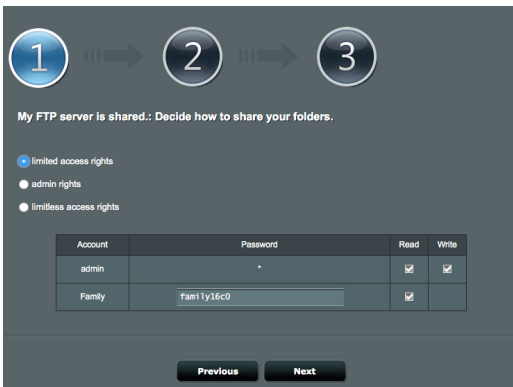 1 2 3
My FTP server is shared.: Decide how to share your folders.
limited access rights
admin rights
limitless access rights
Account Password Read Write
admin *
Family family16c0
Previous Next